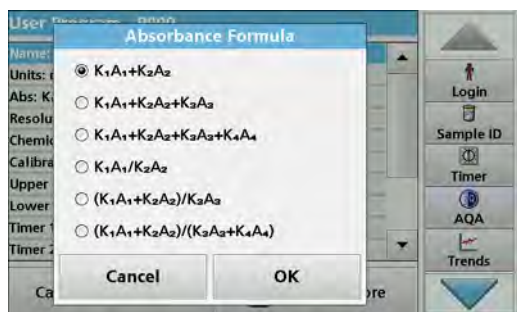 User Program
Absorbance Formula
Name:
Units:
Abs: K
Resolu
Chemic
Calibra
Upper
Lower
Timer 1
Timer 2
K₁A₁+K₂A₂
K₁A₁+K₂A₂+K₃A₃
K₁A₁+K₂A₂+K₃A₃+K₄A₄
K₁A₁/K₂A₂
(K₁A₁+K₂A₂)/K₃A₃
(K₁A₁+K₂A₂)/(K₃A₃+K₄A₄)
Cancel
OK
Ca
ore
Login
Sample ID
Timer
AQA
Trends